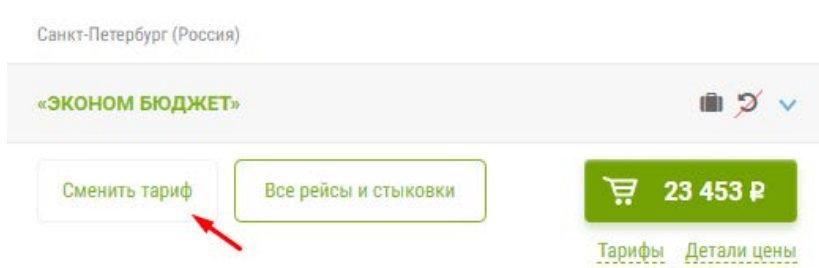 Санкт-Петербург (Россия)
«ЭКОНОМ БЮДЖЕТ»
Сменить тариф Все рейсы и стыковки 23 453 ₽
Тарифы Детали цены